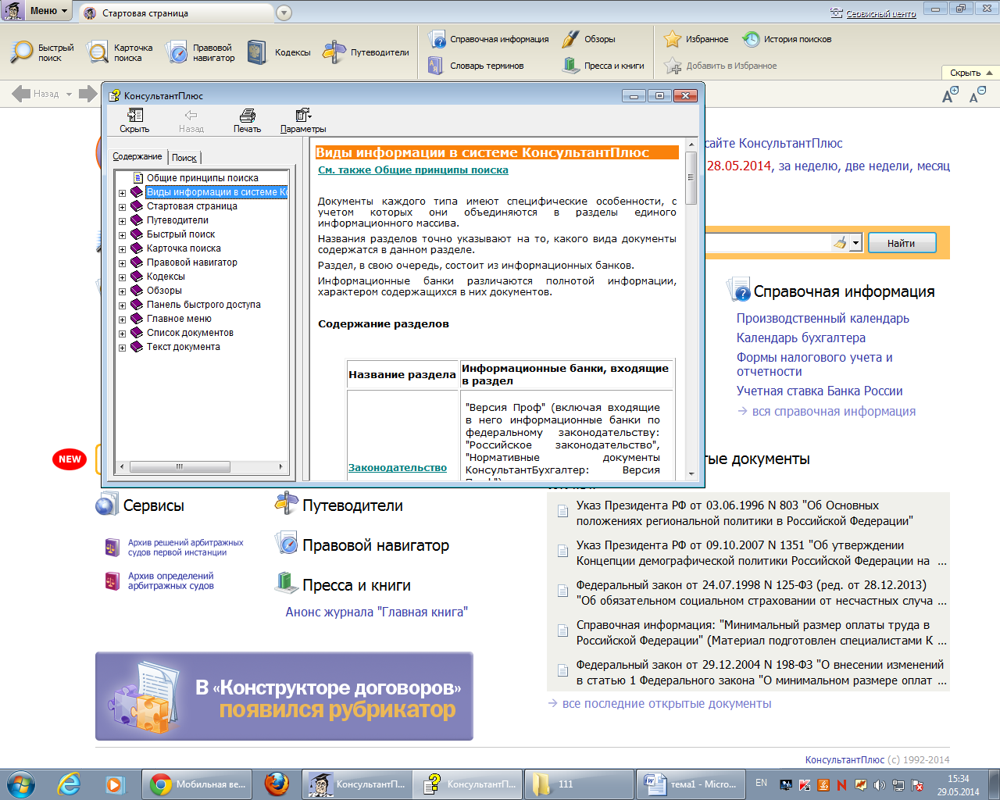 Меню
Стартовая страница
Сервисный центр
Быстрый поиск
Карточка поиска
Правовой навигатор
Кодексы
Путеводители
Справочная информация
Словарь терминов
Обзоры
Пресса и книги
Избранное
Добавить в Избранное
История поисков
Скрыть
Назад
КонсультантПлюс
Скрыть
Назад
Печать
Параметры
Содержание
Поиск
Общие принципы поиска
Виды информации в системе Ко
Стартовая страница
Путеводители
Быстрый поиск
Карточка поиска
Правовой навигатор
Кодексы
Обзоры
Панель быстрого доступа
Главное меню
Список документов
Текст документа
Виды информации в системе КонсультантПлюс
См. также Общие принципы поиска
Документы каждого типа имеют специфические особенности, с
учетом которых они объединяются в разделы единого
информационного массива.
Названия разделов точно указывают на то, какого вида документы
содержатся в данном разделе.
Раздел, в свою очередь, состоит из информационных банков.
Информационные банки различаются полнотой информации,
характером содержащихся в них документов.
Содержание разделов
Название раздела
Информационные банки, входящие
в раздел
Законодательство
"Версия Проф" (включая входящие
в него информационные банки по
федеральному законодательству:
"Российское законодательство",
"Нормативные документы
КонсультантБухгалтер: Версия
Проф")
сайте КонсультантПлюс
28.05.2014, за неделю, две недели, месяц
Найти
Справочная информация
Производственный календарь
Календарь бухгалтера
Формы налогового учета и
отчетности
Учетная ставка Банка России
вся справочная информация
NEW
тые документы
Сервисы
Архив решений арбитражных
судов первой инстанции
Архив определений
арбитражных судов
Путеводители
Правовой навигатор
Пресса и книги
Анонс журнала "Главная книга"
Указ Президента РФ от 03.06.1996 N 803 "Об Основных
положениях региональной политики в Российской Федерации"
Указ Президента РФ от 09.10.2007 N 1351 "Об утверждении
Концепции демографической политики Российской Федерации на ...
Федеральный закон от 24.07.1998 N 125-ФЗ (ред. от 28.12.2013)
"Об обязательном социальном страховании от несчастных случа ...
Справочная информация: "Минимальный размер оплаты труда в
Российской Федерации" (Материал подготовлен специалистами К ...
Федеральный закон от 29.12.2004 N 198-ФЗ "О внесении изменений
в статью 1 Федерального закона "О минимальном размере оплат ...
все последние открытые документы
В «Конструкторе договоров»
появился рубрикатор
КонсультантПлюс (c) 1992-2014
Мобильная ве...
КонсультантП...
КонсультантП...
111
тема1 - Micro...
EN
15:34
29.05.2014